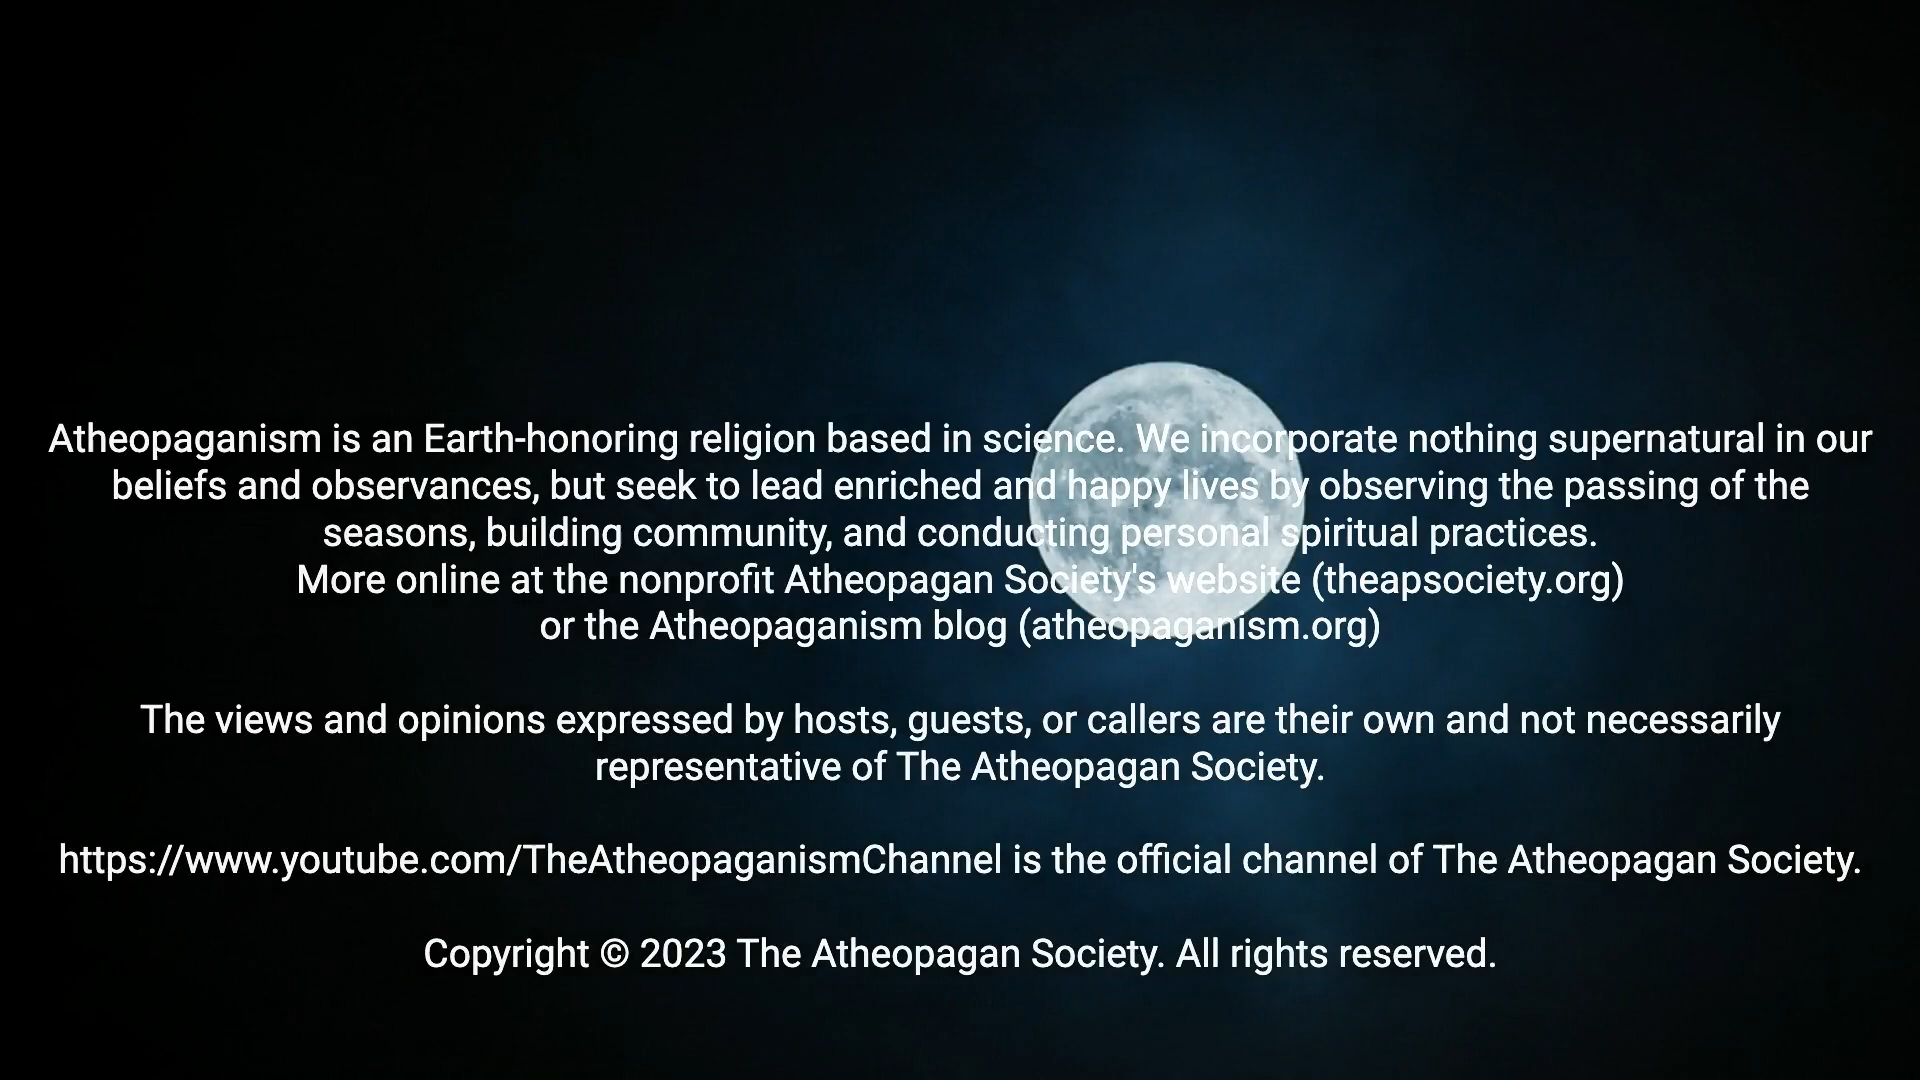 Atheopaganism is an Earth-honoring religion based in science. We incorporate nothing supernatural in our
beliefs and observances, but seek to lead enriched and happy lives by observing the passing of the
seasons, building community, and conducting personal spiritual practices.
More online at the nonprofit Atheopagan Society's website (theapsociety.org)
or the Atheopaganism blog (atheopaganism.org)
The views and opinions expressed by hosts, guests, or callers are their own and not necessarily
representative of The Atheopagan Society.
https://www.youtube.com/TheAtheopaganismChannel is the official channel of The Atheopagan Society.
Copyright © 2023 The Atheopagan Society. All rights reserved.